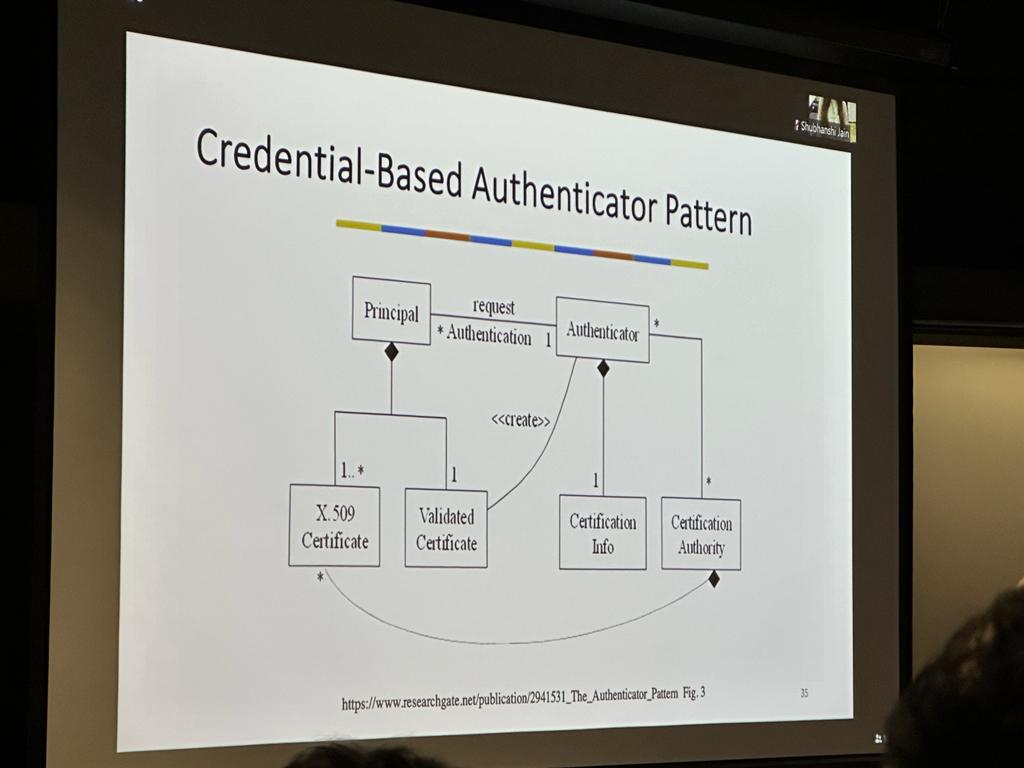 Shubhanshi Jain
Credential-Based Authenticator Pattern
Principal
request
* Authentication 1
Authenticator
*
<<create>>
1..*
1
1
*
X.509
Certificate
Validated
Certificate
Certification
Info
Certification
Authority
*
https://www.researchgate.net/publication/2941531_The_Authenticator_Pattern Fig. 3
35